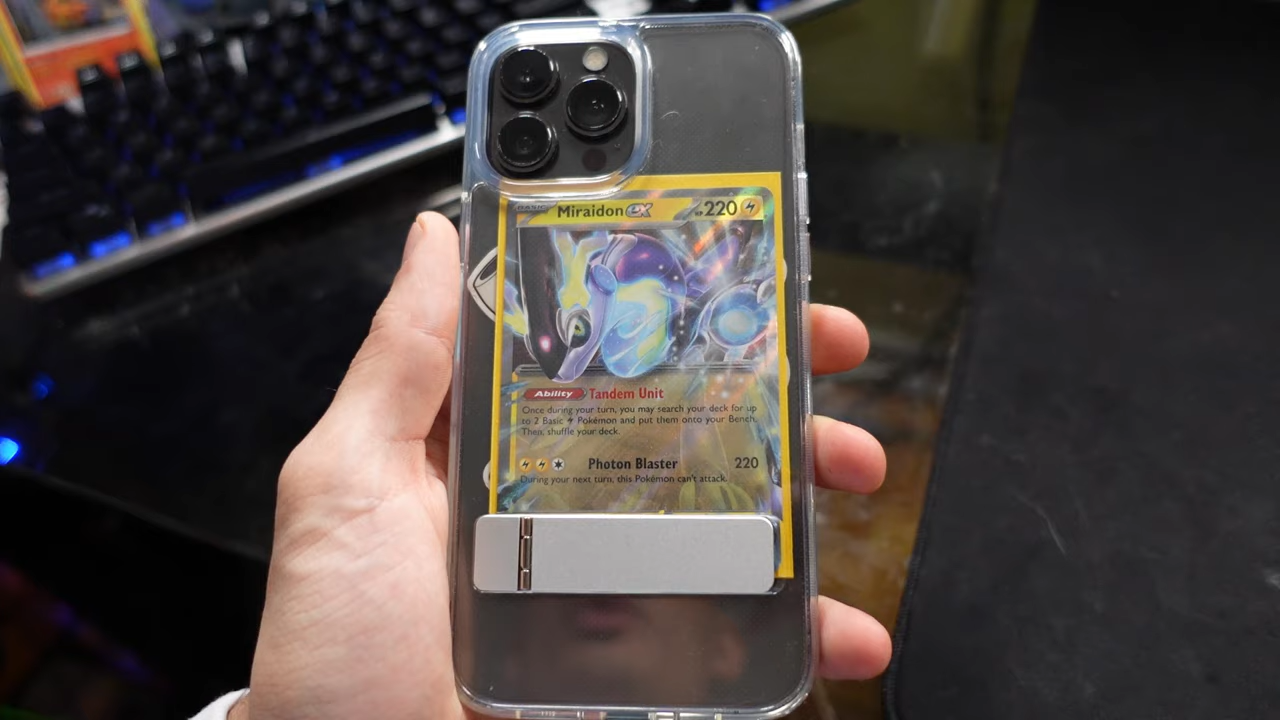 BASIC Miraidon ex HP 220
Ability Tandem Unit
Once during your turn, you may search your deck for up
to 2 Basic Pokémon and put them onto your Bench.
Then, shuffle your deck.
Photon Blaster 220
During your next turn, this Pokémon can't attack.